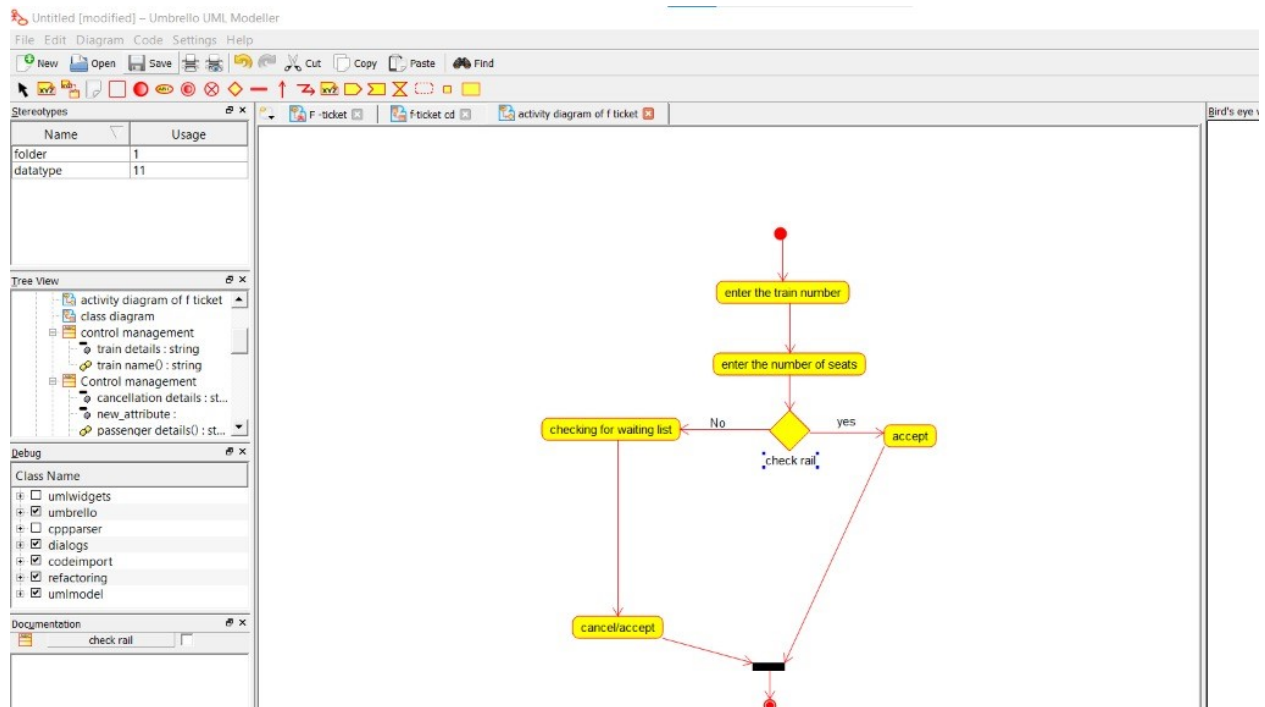 Untitled [modified] – Umbrello UML Modeller
File Edit Diagram Code Settings Help
New Open Save Cut Copy Paste Find
Stereotypes
F -ticket
f-ticket cd
activity diagram of f ticket
Bird's eye v
Name Usage
folder 1
datatype 11
Tree View
activity diagram of f ticket
class diagram
control management
train details : string
train name() : string
Control management
cancellation details : st...
new_attribute :
passenger details() : st...
Debug
Class Name
umlwidgets
umbrello
cppparser
dialogs
codeimport
refactoring
umlmodel
Documentation
check rail
enter the train number
enter the number of seats
checking for waiting list
No
yes
accept
check rail
cancel/accept